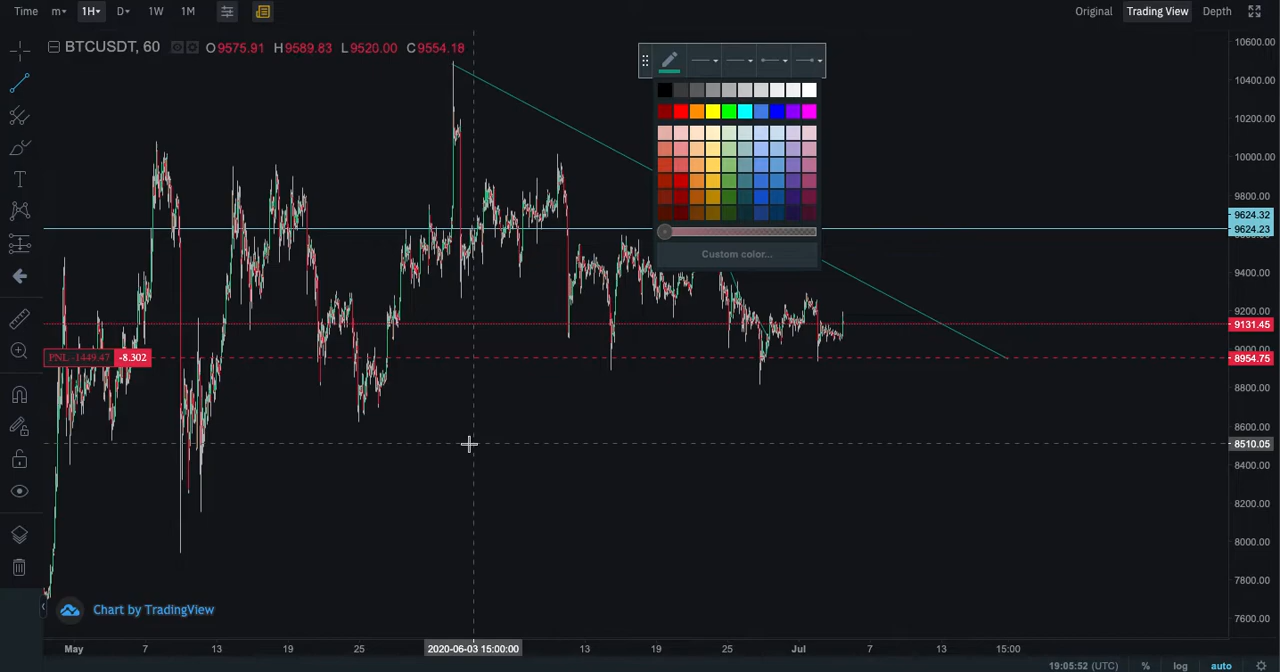 Time m 1H D 1W 1M Original Trading View Depth
BTCUSDT, 60 O9575.91 H9589.83 L9520.00 C9554.18
Custom color...
10600.00
10400.00
10200.00
10000.00
9800.00
9624.32
9624.23
9400.00
9200.00
9131.45
9000.00
8954.75
8800.00
8600.00
8510.05
8400.00
8200.00
8000.00
7800.00
7600.00
PNL -1449.47 -8.302
Chart by TradingView
May 7 13 19 25 2020-06-03 15:00:00 13 19 25 Jul 7 13 15:00
19:05:52 (UTC) % log auto